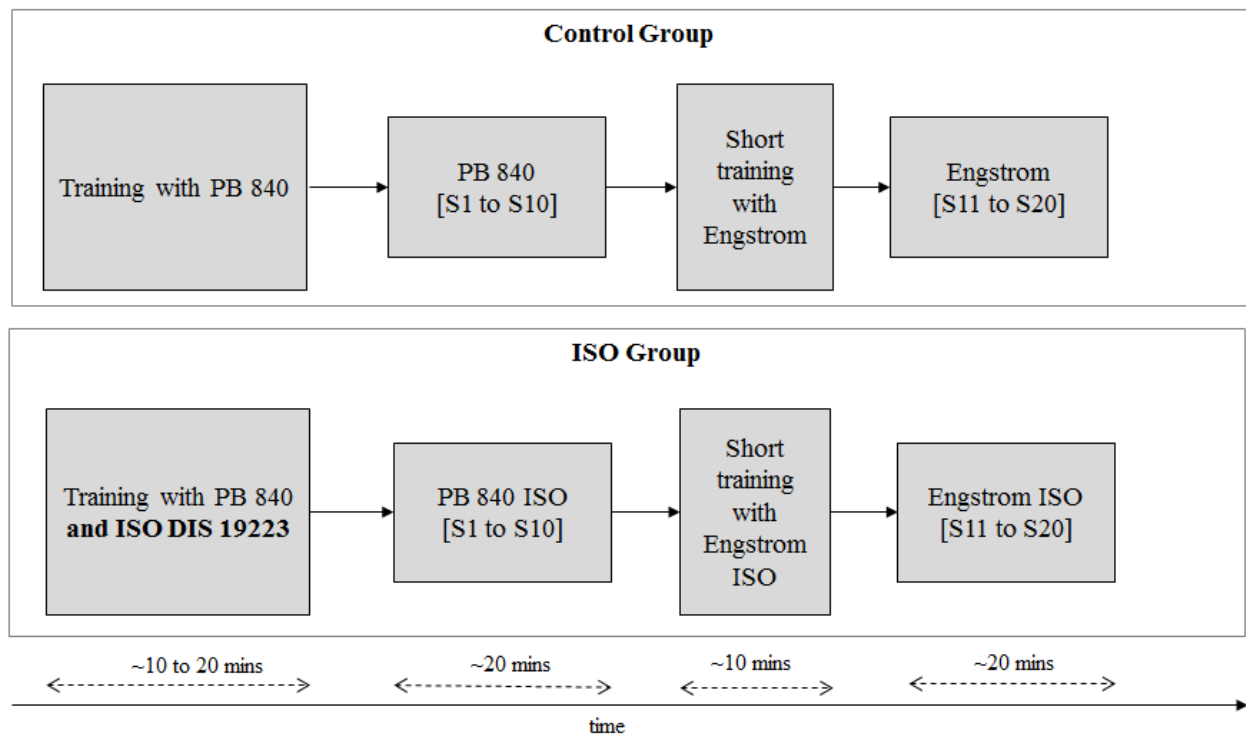 Control Group
Training with PB 840
PB 840
[S1 to S10]
Short
training
with
Engstrom
Engstrom
[S11 to S20]
ISO Group
Training with PB 840
and ISO DIS 19223
PB 840 ISO
[S1 to S10]
Short
training
with
Engstrom
ISO
Engstrom ISO
[S11 to S20]
~10 to 20 mins
~20 mins
~10 mins
~20 mins
time